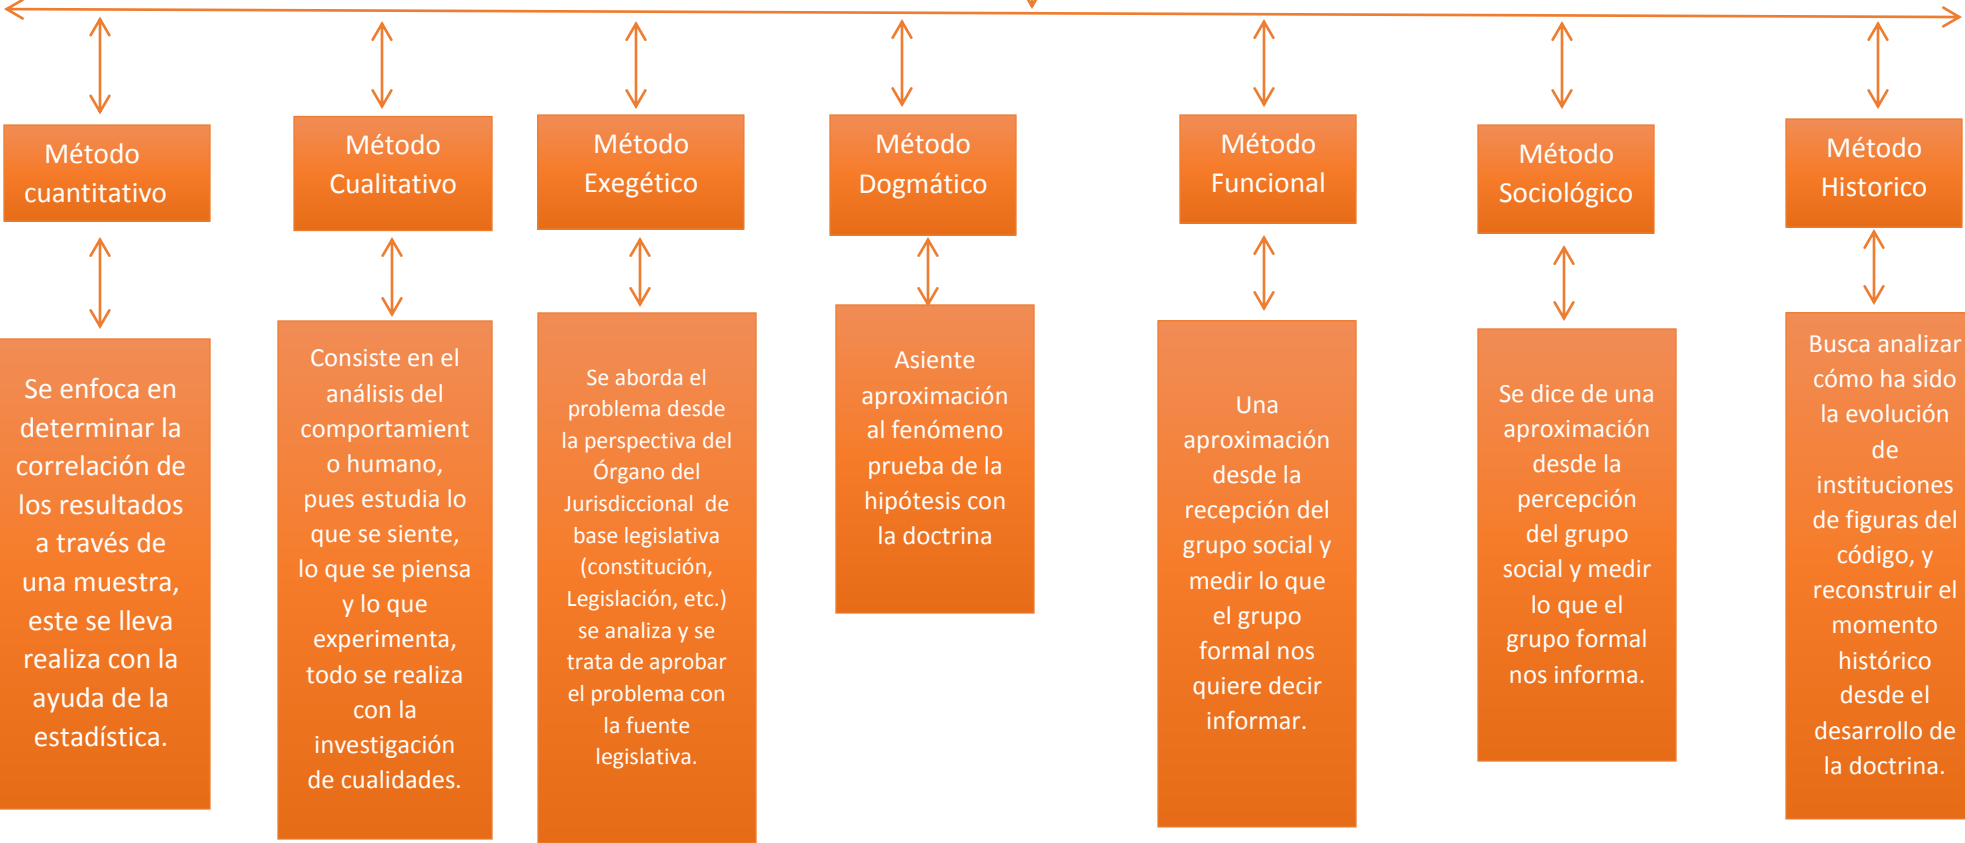 Método
cuantitativo
Método
Cualitativo
Método
Exegético
Método
Dogmático
Método
Funcional
Método
Sociológico
Método
Historico
Se enfoca en
determinar la
correlación de
los resultados
a través de
una muestra,
este se lleva
realiza con la
ayuda de la
estadística.
Consiste en el
análisis del
comportamient
o humano,
pues estudia lo
que se siente,
lo que se piensa
y lo que
experimenta,
todo se realiza
con la
investigación
de cualidades.
Se aborda el
problema desde
la perspectiva del
Órgano del
Jurisdiccional de
base legislativa
(constitución,
Legislación, etc.)
se analiza y se
trata de aprobar
el problema con
la fuente
legislativa.
Asiente
aproximación
al fenómeno
prueba de la
hipótesis con
la doctrina
Una
aproximación
desde la
recepción del
grupo social y
medir lo que
el grupo
formal nos
quiere decir
informar.
Se dice de una
aproximación
desde la
percepción
del grupo
social y medir
lo que el
grupo formal
nos informa.
Busca analizar
cómo ha sido
la evolución
de
instituciones
de figuras del
código, y
reconstruir el
momento
histórico
desde el
desarrollo de
la doctrina.